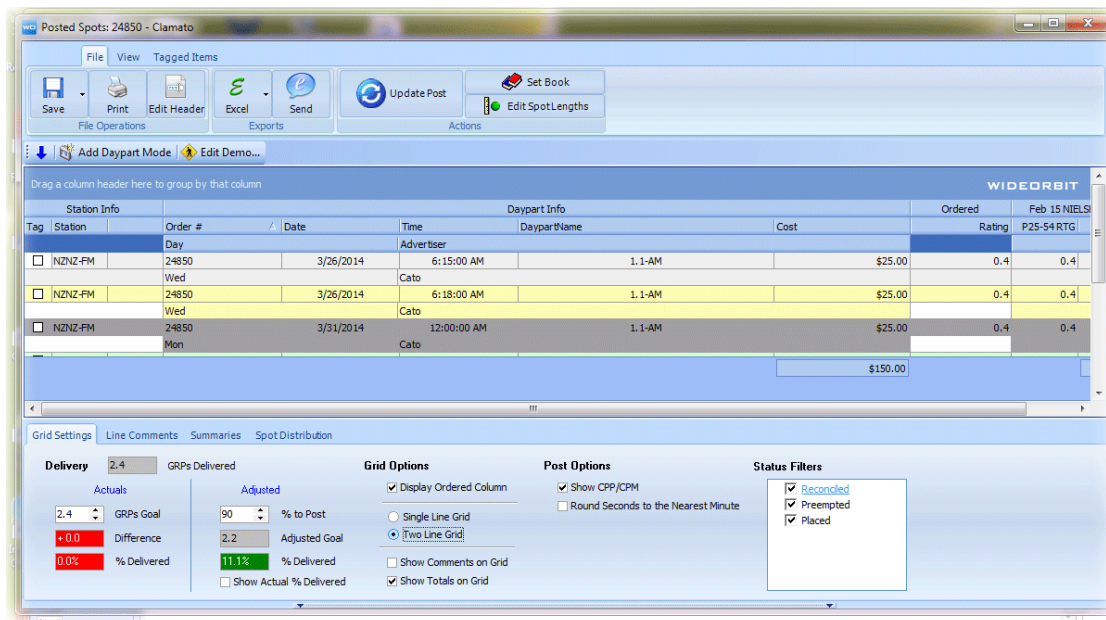 WO Posted Spots: 24850 - Clamato
File View Tagged Items
Save Print Edit Header Excel Send Update Post Set Book
Edit SpotLengths
File Operations Exports Actions
Add Daypart Mode Edit Demo...
Drag a column header here to group by that column WIDEORBIT
Station Info Daypart Info Ordered Feb 15 NIELS
Tag Station Order # Date Time DaypartName Cost Rating P25-54 RTG
Day Advertiser
NZNZ-FM 24850 3/26/2014 6:15:00 AM 1.1-AM $25.00 0.4 0.4
Wed Cato
NZNZ-FM 24850 3/26/2014 6:18:00 AM 1.1-AM $25.00 0.4 0.4
Wed Cato
NZNZ-FM 24850 3/31/2014 12:00:00 AM 1.1-AM $25.00 0.4 0.4
Mon Cato
$150.00
Grid Settings Line Comments Summaries Spot Distribution
Delivery 2.4 GRPs Delivered Grid Options Post Options Status Filters
Actuals Adjusted Display Ordered Column Show CPP/CPM Reconciled
2.4 GRPs Goal 90 % to Post Single Line Grid Round Seconds to the Nearest Minute Preempted
+ 0.0 Difference 2.2 Adjusted Goal Two Line Grid Placed
0.0% % Delivered 11.1% % Delivered Show Comments on Grid
Show Actual % Delivered Show Totals on Grid